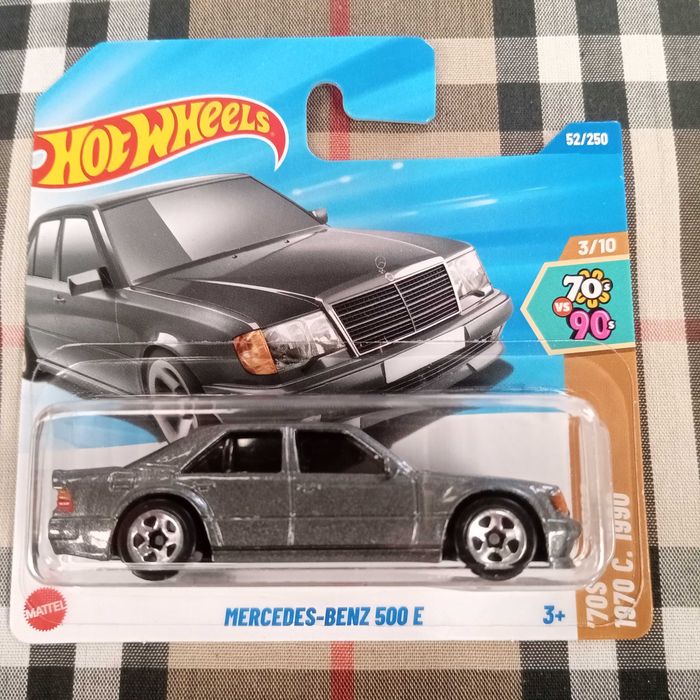 HOT WHEELS
52/250
3/10
70s
VS
90s
'70S
1970 C. 1990
MATTEL
MERCEDES-BENZ 500 E
3+